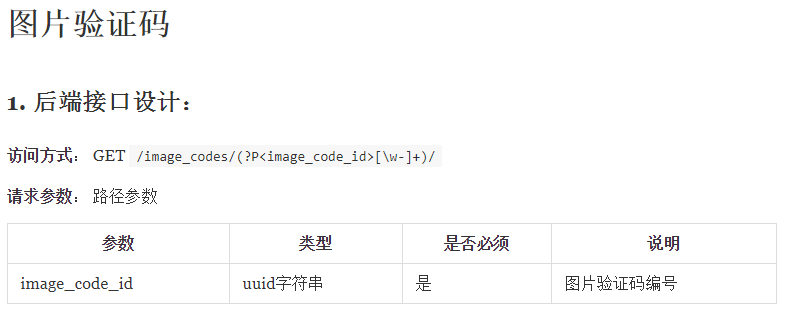 图片验证码
1. 后端接口设计：
访问方式： GET /image_codes/(?P<image_code_id>[\w-]+)/
请求参数： 路径参数
参数 类型 是否必须 说明
image_code_id uuid字符串 是 图片验证码编号